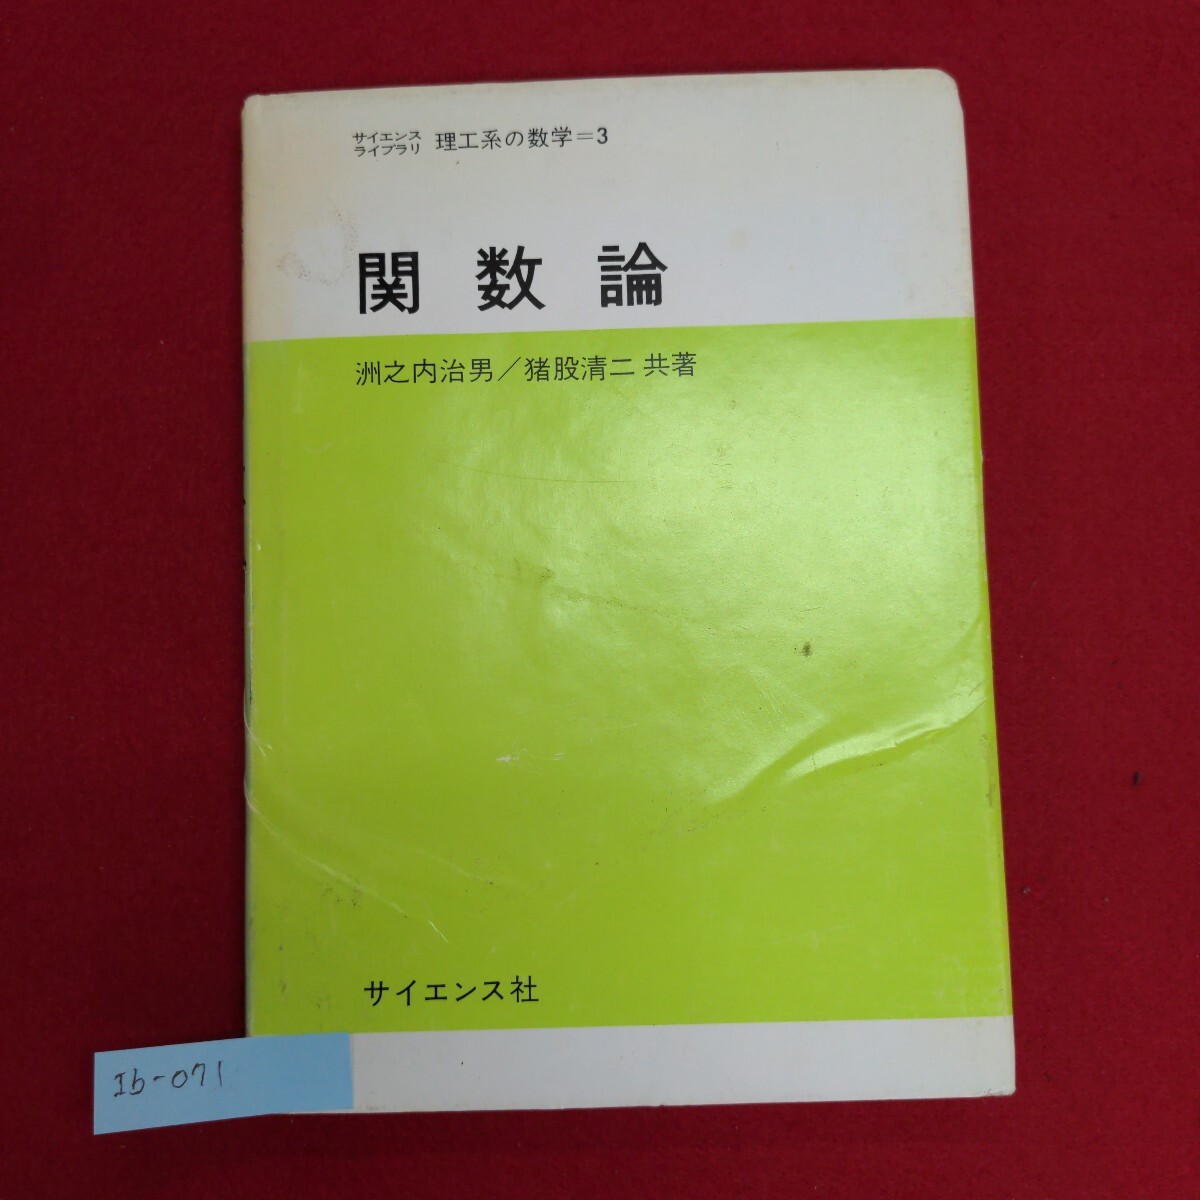 サイエンス
ライブラリ 理工系の数学=3
関数論
洲之内治男/猪股清二 共著
サイエンス社
Ib-071